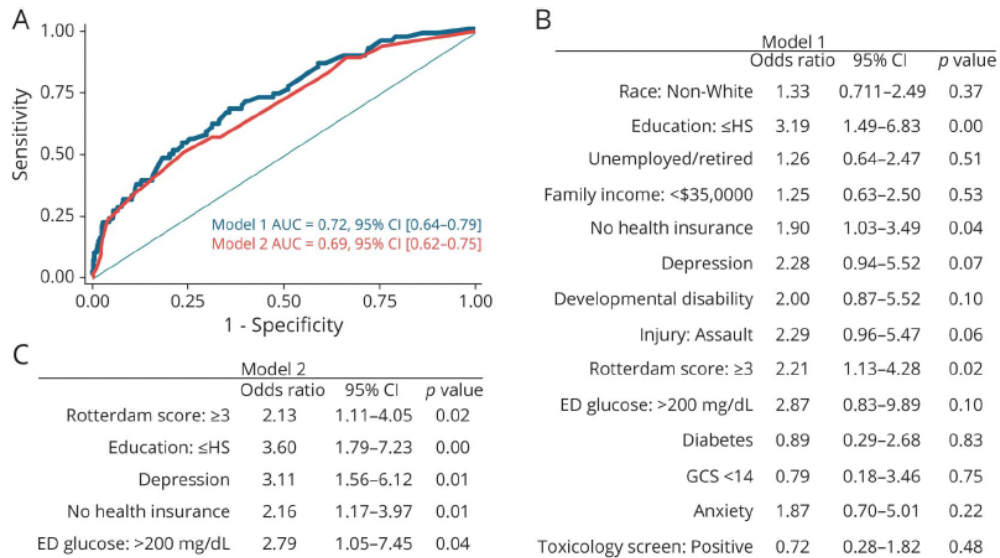 A
Sensitivity
1.00
0.75
0.50
0.25
0.00
Model 1 AUC = 0.72, 95% CI [0.64–0.79]
Model 2 AUC = 0.69, 95% CI [0.62–0.75]
0.00 0.25 0.50 0.75 1.00
1 - Specificity
B
Model 1
Odds ratio 95% CI p value
Race: Non-White 1.33 0.711–2.49 0.37
Education: ≤HS 3.19 1.49–6.83 0.00
Unemployed/retired 1.26 0.64–2.47 0.51
Family income: <$35,0000 1.25 0.63–2.50 0.53
No health insurance 1.90 1.03–3.49 0.04
Depression 2.28 0.94–5.52 0.07
Developmental disability 2.00 0.87–5.52 0.10
Injury: Assault 2.29 0.96–5.47 0.06
Rotterdam score: ≥3 2.21 1.13–4.28 0.02
ED glucose: >200 mg/dL 2.87 0.83–9.89 0.10
Diabetes 0.89 0.29–2.68 0.83
GCS <14 0.79 0.18–3.46 0.75
Anxiety 1.87 0.70–5.01 0.22
Toxicology screen: Positive 0.72 0.28–1.82 0.48
C
Model 2
Odds ratio 95% CI p value
Rotterdam score: ≥3 2.13 1.11–4.05 0.02
Education: ≤HS 3.60 1.79–7.23 0.00
Depression 3.11 1.56–6.12 0.01
No health insurance 2.16 1.17–3.97 0.01
ED glucose: >200 mg/dL 2.79 1.05–7.45 0.04